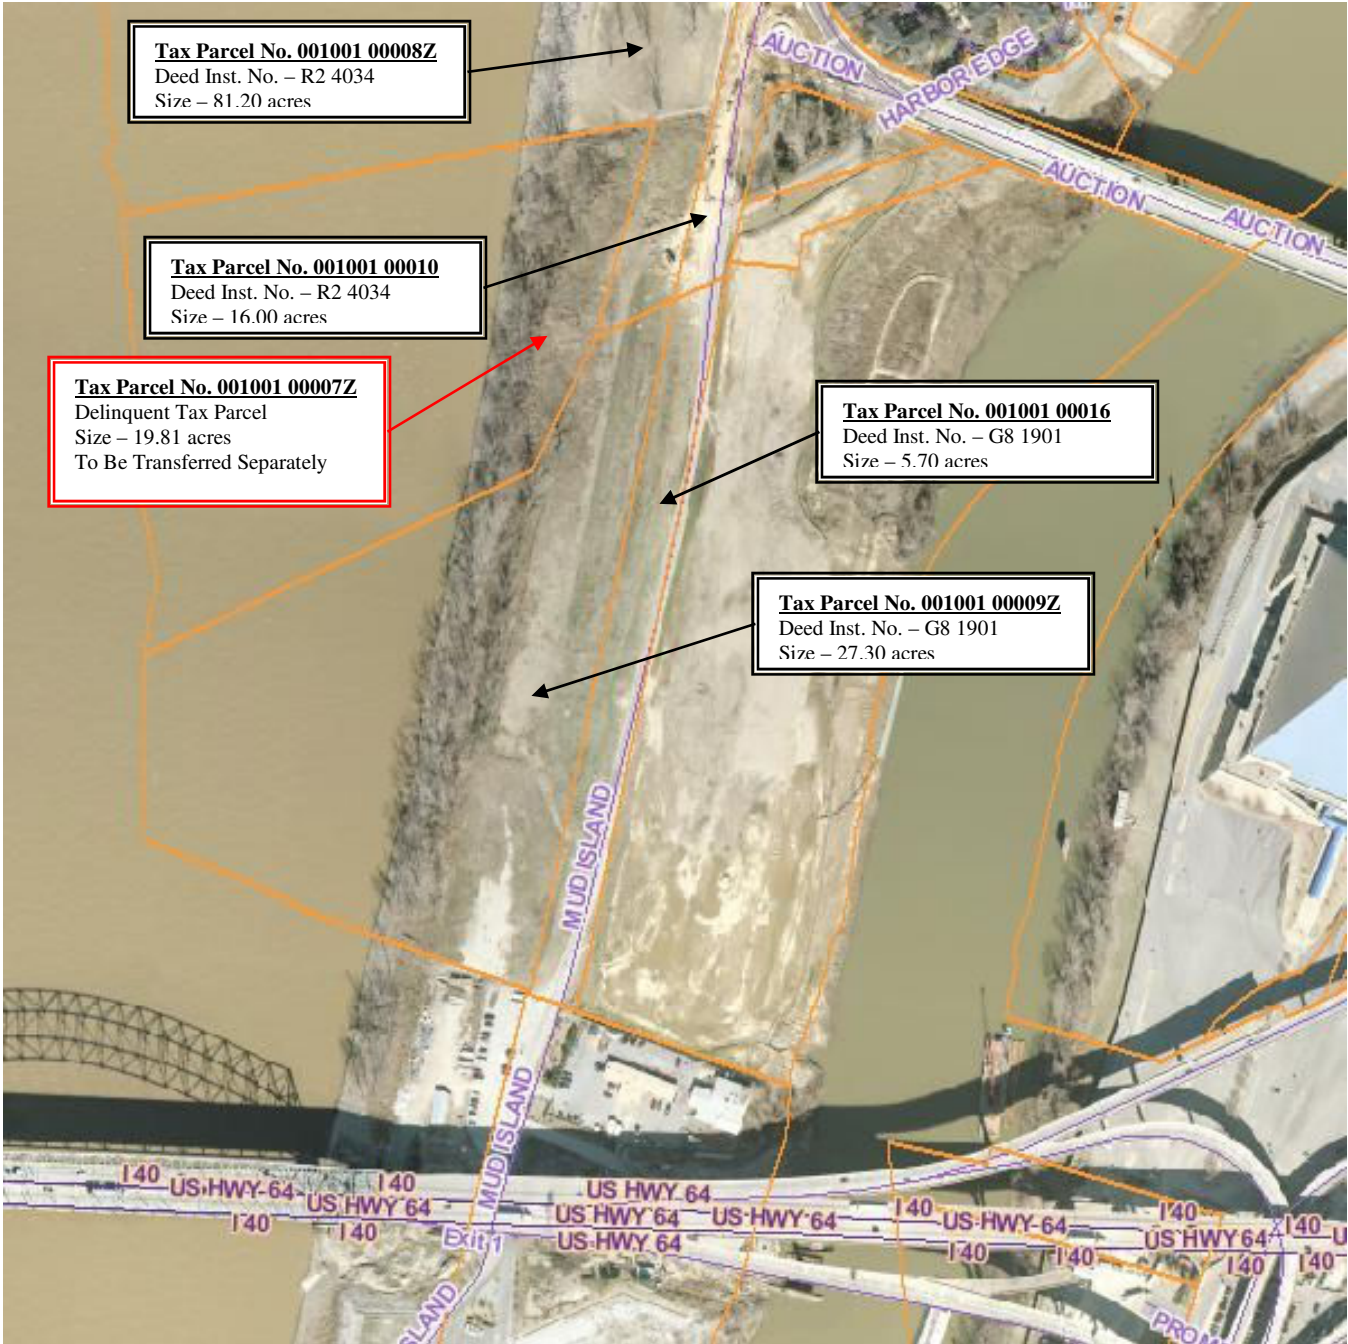 Tax Parcel No. 001001 00008Z
Deed Inst. No. – R2 4034
Size – 81.20 acres
AUCTION
HARBOR EDGE
AUCTION
AUCTION
Tax Parcel No. 001001 00010
Deed Inst. No. – R2 4034
Size – 16.00 acres
Tax Parcel No. 001001 00007Z
Delinquent Tax Parcel
Size – 19.81 acres
To Be Transferred Separately
Tax Parcel No. 001001 00016
Deed Inst. No. – G8 1901
Size – 5.70 acres
Tax Parcel No. 001001 00009Z
Deed Inst. No. – G8 1901
Size – 27.30 acres
MUD ISLAND
MUD ISLAND
I 40
US HWY 64
I 40
US HWY 64
I 40
US HWY 64
I 40
US HWY 64
US HWY 64
US HWY 64
I 40
US HWY 64
I 40
US HWY 64
I 40
I 40
I 40
I 40
I 40
Exit 1